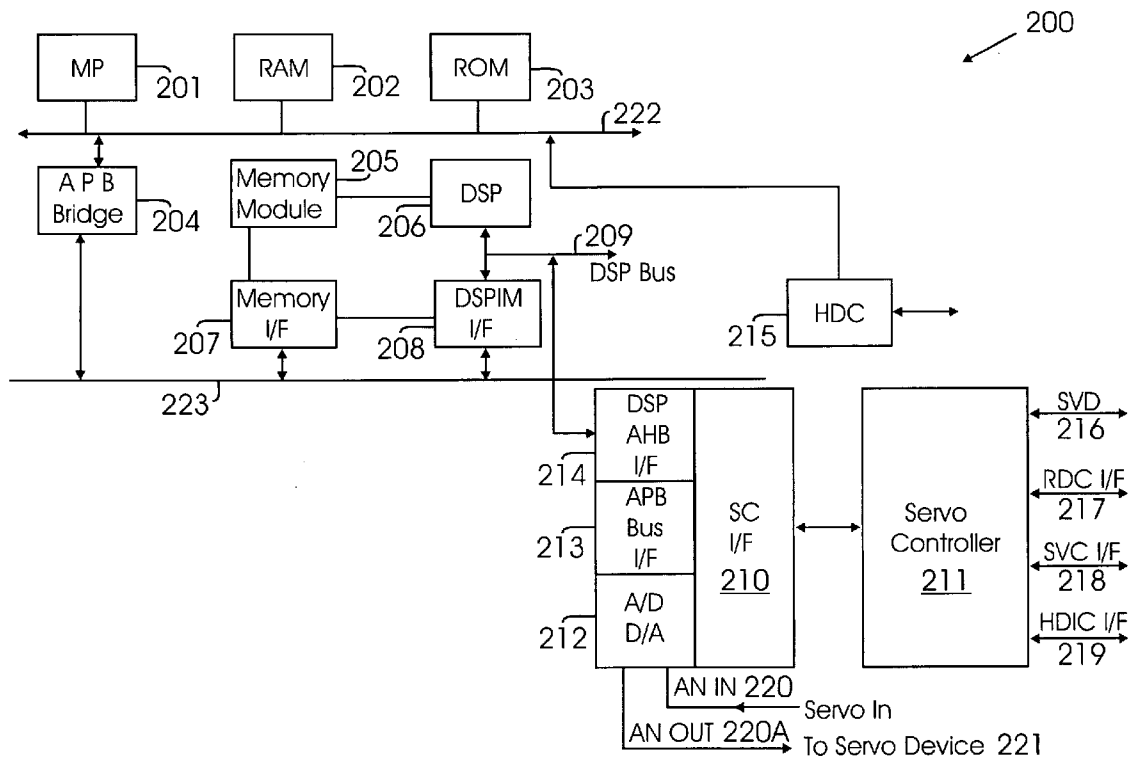 200
MP
201
RAM
202
ROM
203
222
A P B
Bridge
204
Memory
Module
205
DSP
206
209
DSP Bus
Memory
I/F
207
DSPIM
I/F
208
HDC
215
223
DSP
AHB
I/F
214
APB
Bus
I/F
213
A/D
D/A
212
SC
I/F
210
Servo
Controller
211
SVD
216
RDC I/F
217
SVC I/F
218
HDIC I/F
219
AN IN 220
Servo In
AN OUT 220A
To Servo Device 221